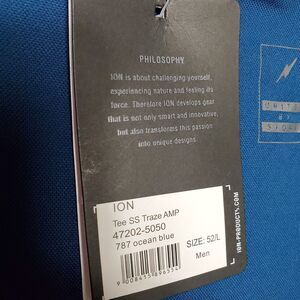 PHILOSOPHY
ION is about challenging yourself,
experiencing nature and feeling its
force. Therefore ION develops gear
that is not only smart and innovative,
but also transforms this passion
into unique designs.
ION
Tee SS Traze AMP
47202-5050
787 ocean blue
SIZE: 52/L
Men
ION-PRODUCTS.COM